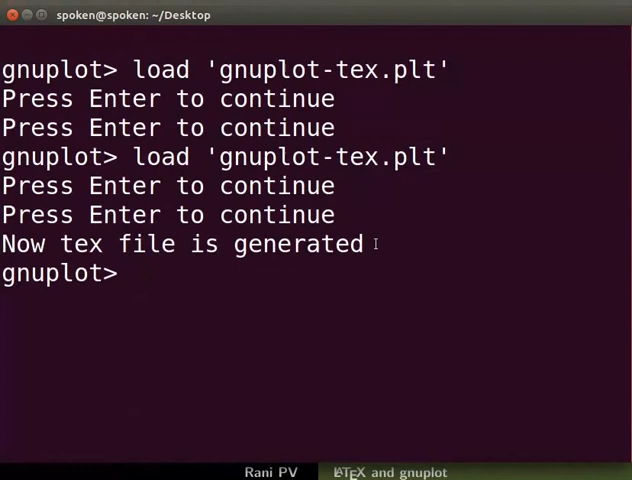 spoken@spoken: ~/Desktop
gnuplot> load 'gnuplot-tex.plt'
Press Enter to continue
Press Enter to continue
gnuplot> load 'gnuplot-tex.plt'
Press Enter to continue
Press Enter to continue
Now tex file is generated
gnuplot>
Rani PV LATEX and gnuplot